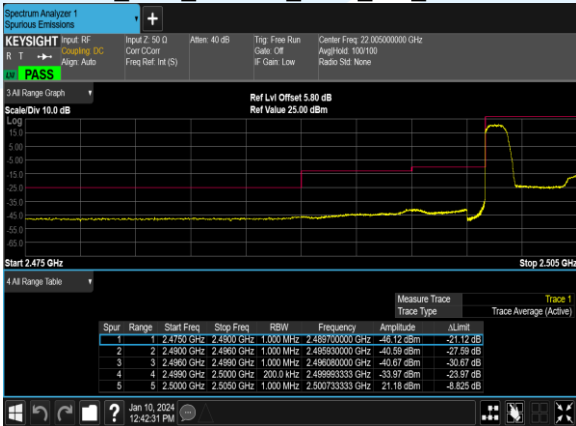 Spectrum Analyzer 1
Spurious Emissions
KEYSIGHT Input: RF
R T Coupling: DC
Align: Auto
Input Z: 50 Ω
Corr CCorr
Freq Ref: Int (S)
Atten: 40 dB
Trig: Free Run
Gate: Off
IF Gain: Low
Center Freq: 22.005000000 GHz
Avg|Hold: 100/100
Radio Std: None
PASS
3 All Range Graph
Ref Lvl Offset 5.80 dB
Scale/Div 10.0 dB Ref Value 25.00 dBm
Log
15.0
5.00
-5.00
-15.0
-25.0
-35.0
-45.0
-55.0
-65.0
Start 2.475 GHz Stop 2.505 GHz
4 All Range Table
Measure Trace Trace 1
Trace Type Trace Average (Active)
Spur Range Start Freq Stop Freq RBW Frequency Amplitude ΔLimit
1 1 2.4750 GHz 2.4900 GHz 1.000 MHz 2.489700000 GHz -46.12 dBm -21.12 dB
2 2 2.4900 GHz 2.4960 GHz 1.000 MHz 2.495930000 GHz -40.59 dBm -27.59 dB
3 3 2.4960 GHz 2.4990 GHz 1.000 MHz 2.496080000 GHz -40.67 dBm -30.67 dB
4 4 2.4990 GHz 2.5000 GHz 200.0 kHz 2.499993333 GHz -33.97 dBm -23.97 dB
5 5 2.5000 GHz 2.5050 GHz 1.000 MHz 2.500733333 GHz 21.18 dBm -8.825 dB
Jan 10, 2024
12:42:31 PM